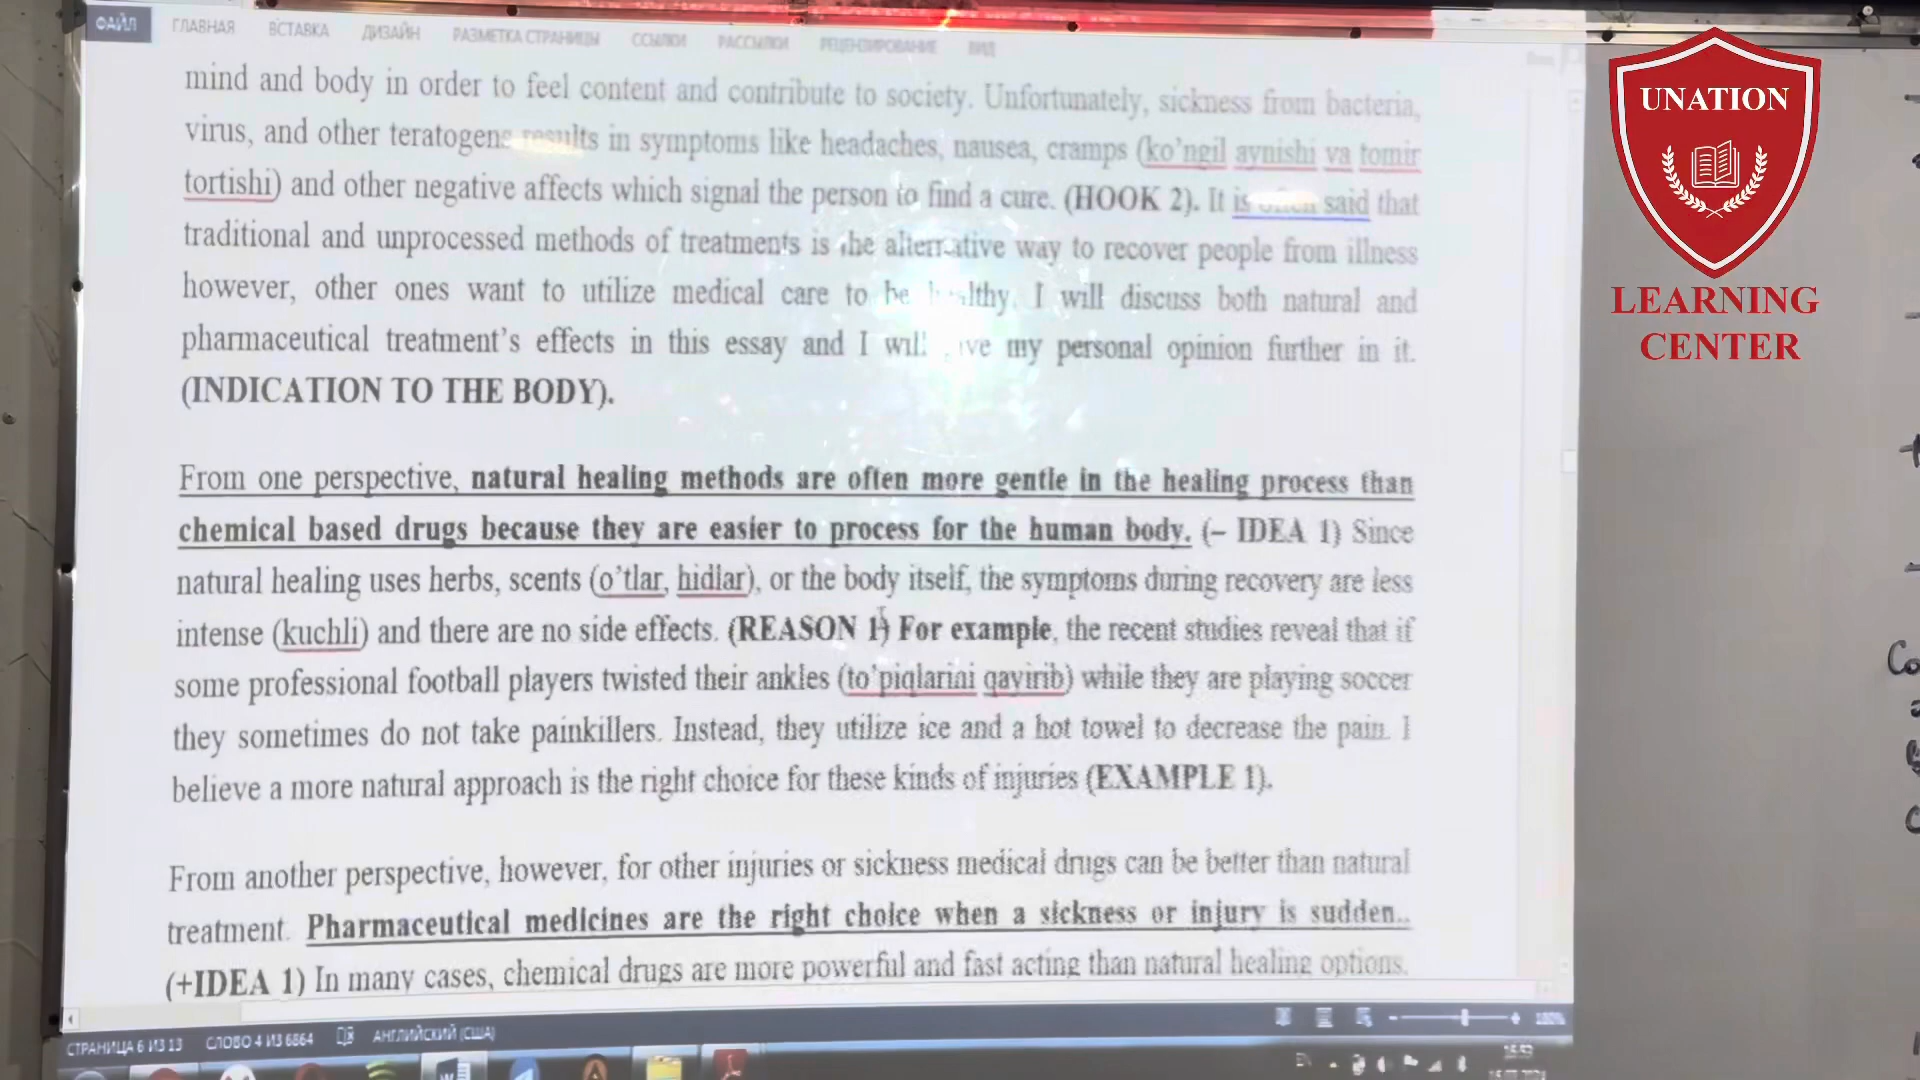 ФАЙЛ ГЛАВНАЯ ВСТАВКА ДИЗАЙН РАЗМЕТКА СТРАНИЦЫ ССЫЛКИ РАССЫЛКИ РЕЦЕНЗИРОВАНИЕ ВИД
mind and body in order to feel content and contribute to society. Unfortunately, sickness from bacteria,
virus, and other teratogens results in symptoms like headaches, nausea, cramps (ko’ngil aynishi va tomir
tortishi) and other negative affects which signal the person to find a cure. (HOOK 2). It is often said that
traditional and unprocessed methods of treatments is the alternative way to recover people from illness
however, other ones want to utilize medical care to be healthy. I will discuss both natural and
pharmaceutical treatment’s effects in this essay and I will give my personal opinion further in it.
(INDICATION TO THE BODY).
From one perspective, natural healing methods are often more gentle in the healing process than
chemical based drugs because they are easier to process for the human body. (– IDEA 1) Since
natural healing uses herbs, scents (o’tlar, hidlar), or the body itself, the symptoms during recovery are less
intense (kuchli) and there are no side effects. (REASON 1) For example, the recent studies reveal that if
some professional football players twisted their ankles (to’piqlarini qayirib) while they are playing soccer
they sometimes do not take painkillers. Instead, they utilize ice and a hot towel to decrease the pain. I
believe a more natural approach is the right choice for these kinds of injuries (EXAMPLE 1).
From another perspective, however, for other injuries or sickness medical drugs can be better than natural
treatment. Pharmaceutical medicines are the right choice when a sickness or injury is sudden..
(+IDEA 1) In many cases, chemical drugs are more powerful and fast acting than natural healing options.
СТРАНИЦА 6 ИЗ 13 СЛОВО 4 ИЗ 6864 АНГЛИЙСКИЙ (США)
UNATION
LEARNING
CENTER